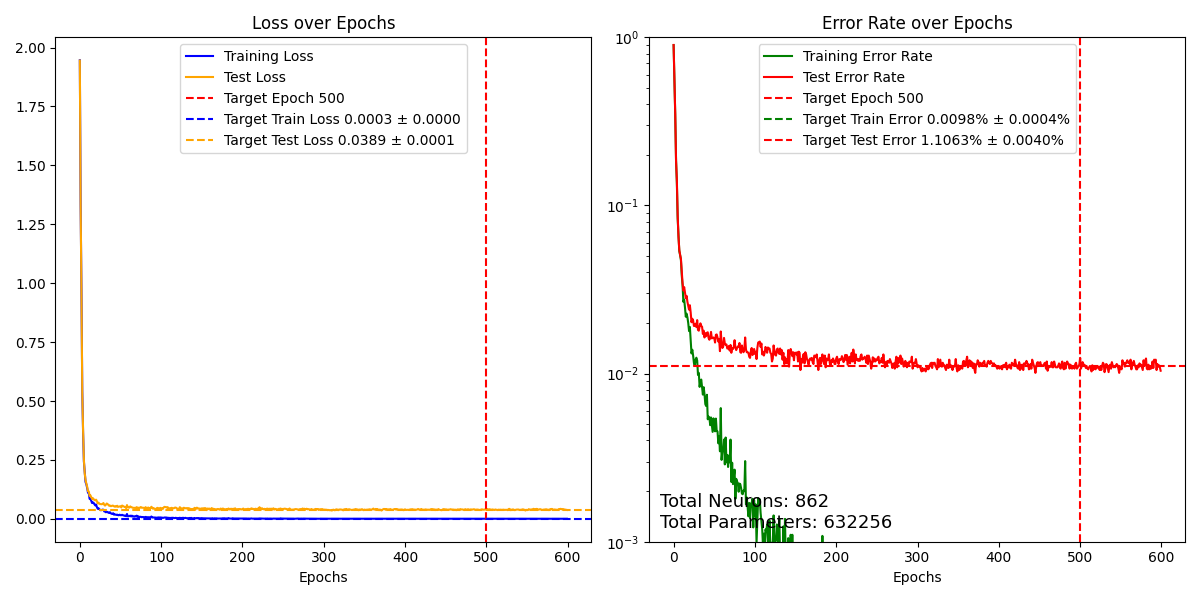 Loss over Epochs
2.00
1.75
1.50
1.25
1.00
0.75
0.50
0.25
0.00
Training Loss
Test Loss
Target Epoch 500
Target Train Loss 0.0003 ± 0.0000
Target Test Loss 0.0389 ± 0.0001
0 100 200 300 400 500 600
Epochs
Error Rate over Epochs
10⁰
10⁻¹
10⁻²
10⁻³
Training Error Rate
Test Error Rate
Target Epoch 500
Target Train Error 0.0098% ± 0.0004%
Target Test Error 1.1063% ± 0.0040%
Total Neurons: 862
Total Parameters: 632256
0 100 200 300 400 500 600
Epochs